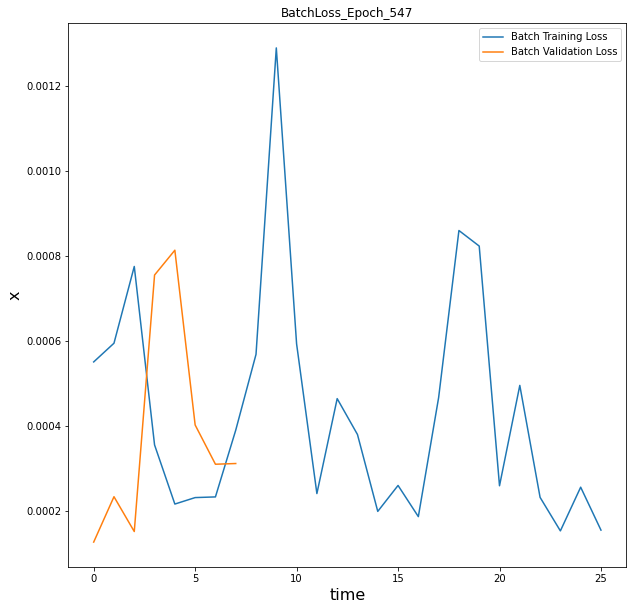 BatchLoss_Epoch_547
Batch Training Loss
Batch Validation Loss
0.0012
0.0010
0.0008
0.0006
0.0004
0.0002
x
0 5 10 15 20 25
time